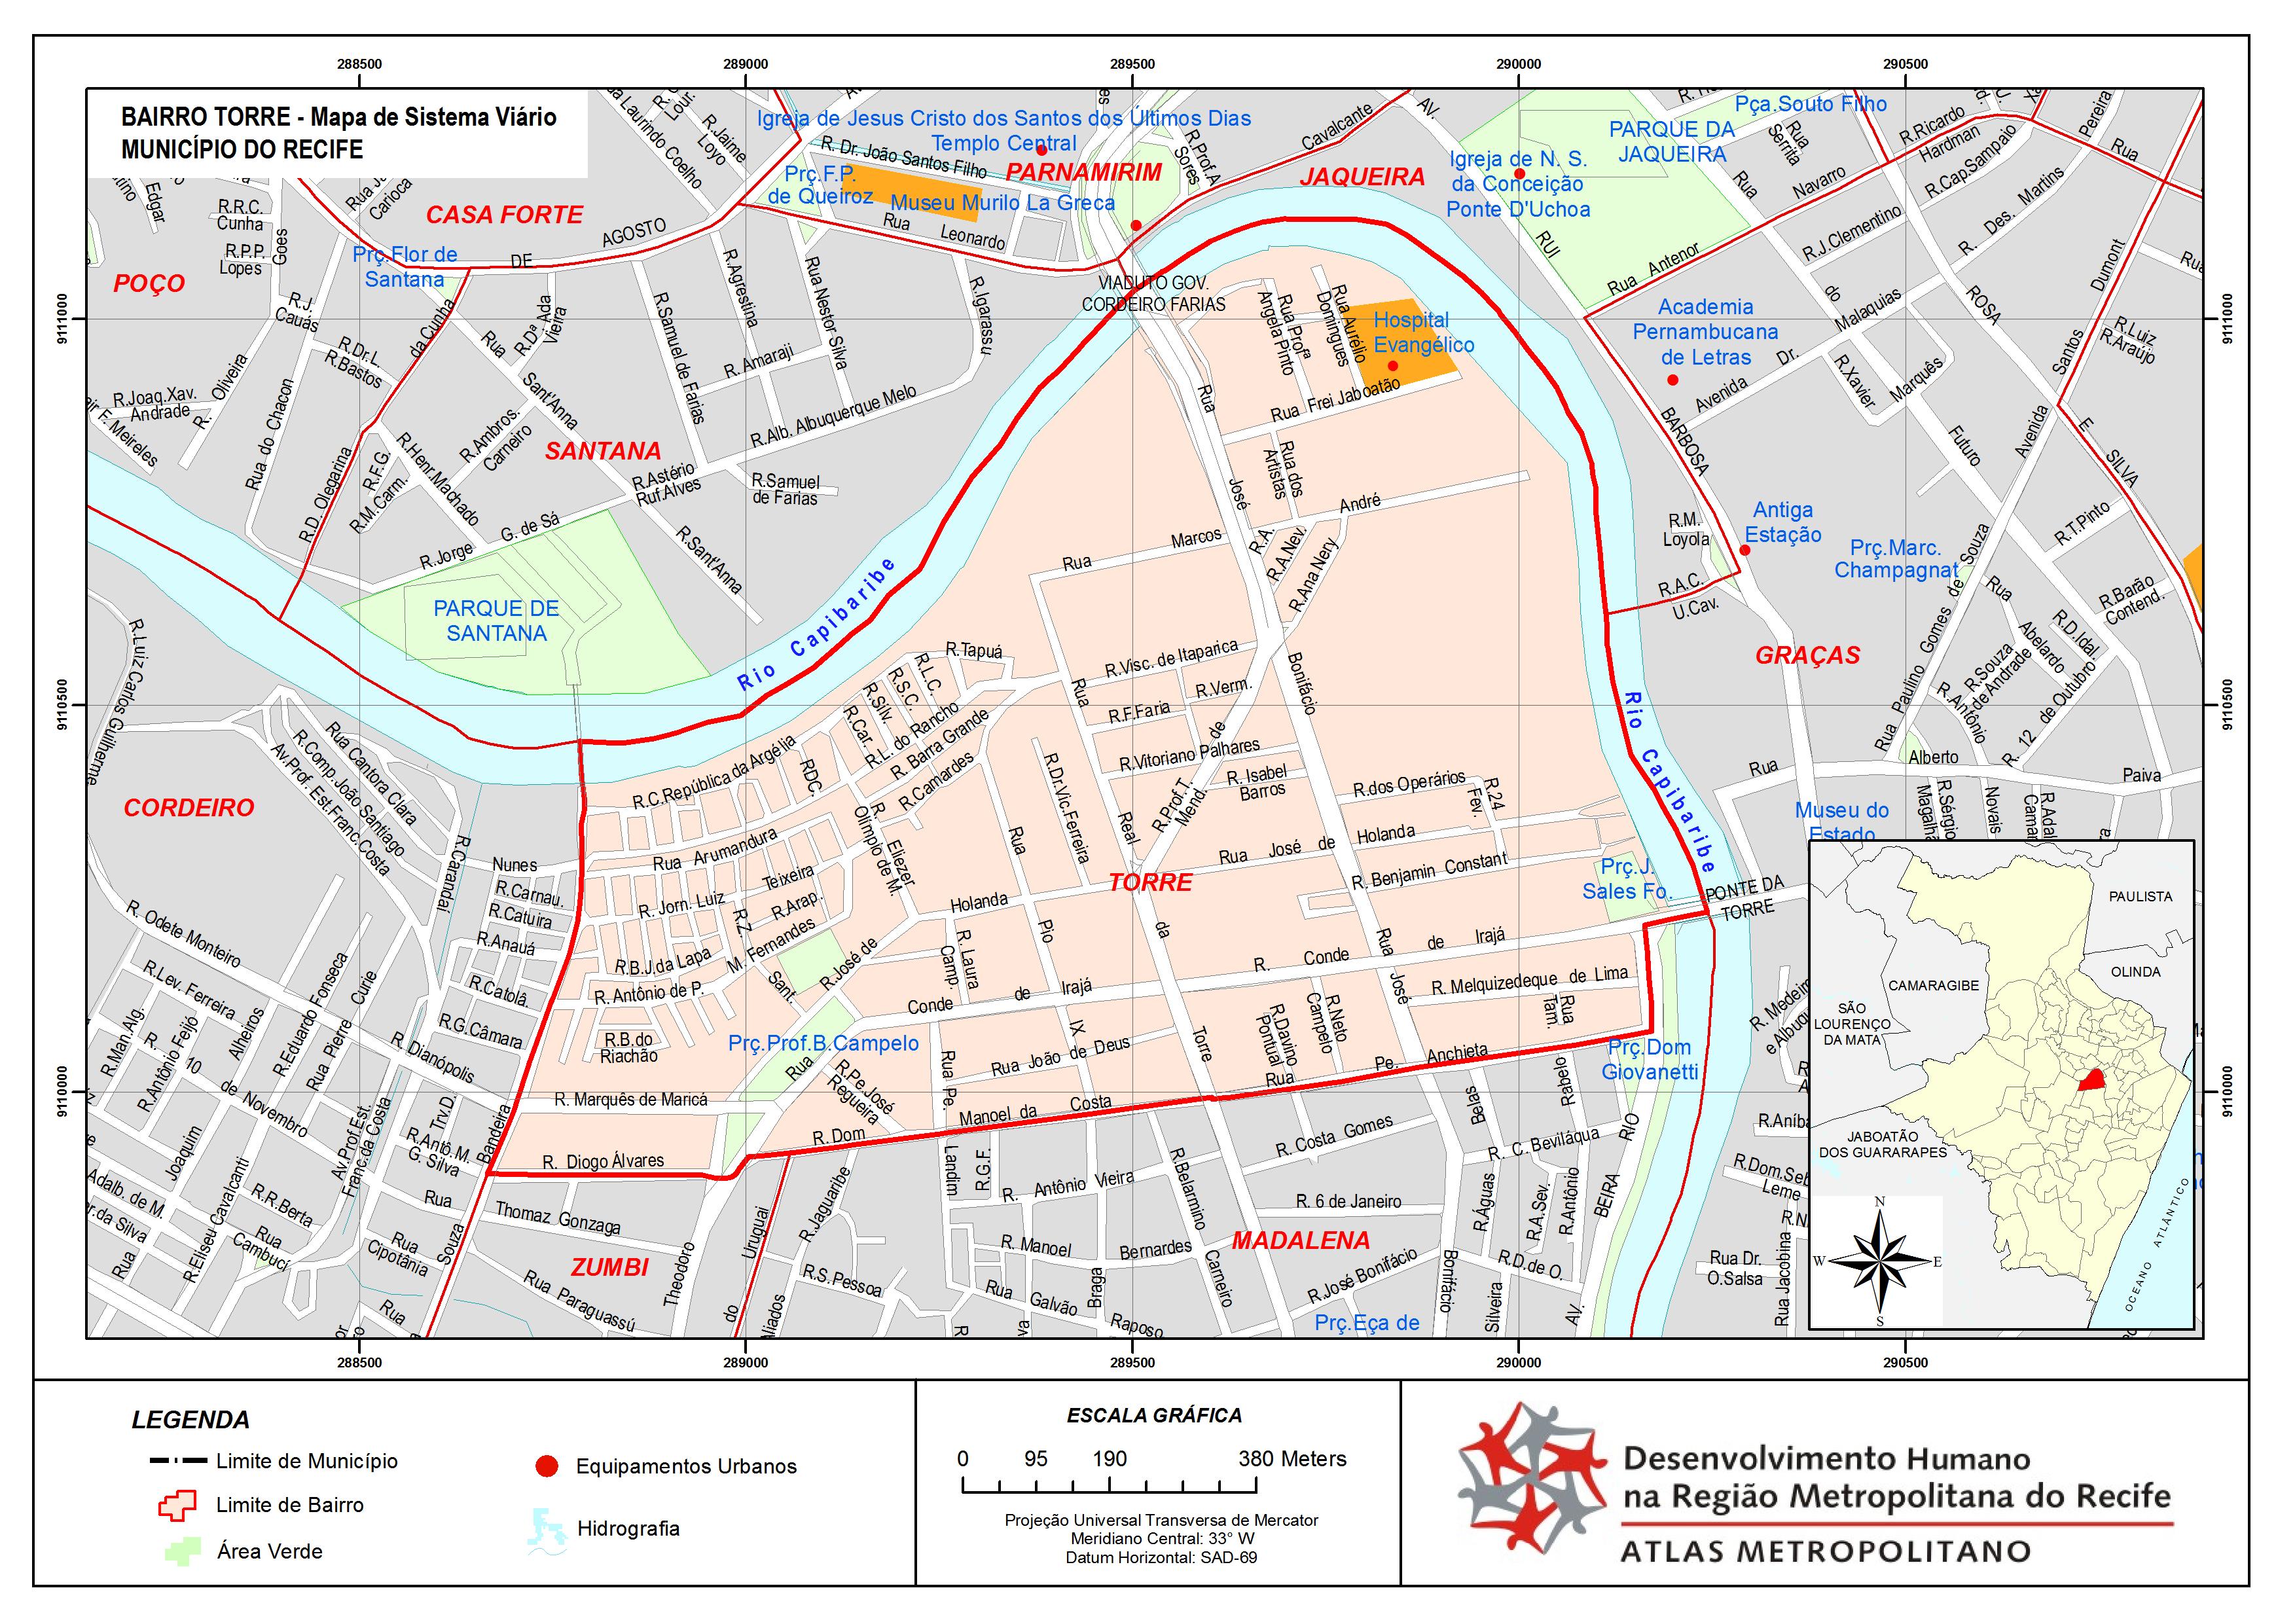 288500
289000
289500
290000
290500
9111000
9110500
9110000
9111000
9110500
9110000
288500
289000
289500
290000
290500
BAIRRO TORRE - Mapa de Sistema Viário
MUNICÍPIO DO RECIFE
Igreja de Jesus Cristo dos Santos dos Últimos Dias
Templo Central
PARNAMIRIM
JAQUEIRA
CASA FORTE
POÇO
SANTANA
CORDEIRO
TORRE
GRAÇAS
ZUMBI
MADALENA
Prç.F.P.
de Queiroz
Museu Murilo La Greca
Prç.Flor de
Santana
Igreja de N. S.
da Conceição
Ponte D'Uchoa
PARQUE DA
JAQUEIRA
Pça.Souto Filho
Hospital
Evangélico
Academia
Pernambucana
de Letras
Antiga
Estação
Prç.Marc.
Champagnat
PARQUE DE
SANTANA
Museu do
Estado
Prç.J.
Sales Fo.
Prç.Prof.B.Campelo
Prç.Dom
Giovanetti
Prç.Eça de
Rio Capibaribe
Rio Capibaribe
VIADUTO GOV.
CORDEIRO FARIAS
PONTE DA
TORRE
R.Jaime
Loyo
R. Dr. João Santos Filho
R.Prof.A
Sores
Cavalcante
AV.
RUI
BARBOSA
Rua
Serrita
R.Ricardo
Hardman
R.Cap.Sampaio
Pereira
Rua
Rua
Navarro
R. Des. Martins
R.J.Clementino
Rua Antenor
do
Malaquias
ROSA
Dumont
Santos
Avenida
E
SILVA
R.Luiz
R.Araújo
Avenida
Dr.
R.Xavier
Marquês
Futuro
R.T.Pinto
R.Barão
Contend.
Edgar
Rua Ja
Carioca
R.R.C.
Cunha
R.P.P.
Lopes
Goes
AGOSTO
DE
Rua
Leonardo
R.Agrestina
Rua Nestor Silva
R.Igarassu
R.J.
Cauás
R.Dr.L.
R.Bastos
da Cunha
Rua
Sant'Anna
R.Dª Ada
Vieira
R.Samuel de Farias
R. Amaraji
R.Alb. Albuquerque Melo
R.Joaq.Xav.
Andrade
R. Oliveira
F. Meireles
Rua do Chacon
R.D. Olegarina
R.F.G.
R.M.Carm.
R.Henr.Machado
R.Ambros.
Carneiro
R.Astério
Ruf.Alves
R.Samuel
de Farias
R.Jorge
G. de Sá
R.Sant'Anna
Rua Profª
Angela Pinto
Rua Aurélio
Domingues
Rua Frei Jaboatão
Rua
José
Bonifácio
Rua dos
Artistas
Rua
Marcos
André
R.A.
R.A.Nev.
R.Ana Nery
R.M.
Loyola
R.A.C.
U.Cav.
Rua Paulino Gomes de Souza
Rua
Abelardo
R.D.Idal.
R.Souza
de Andrade
R.Antônio
R. 12 de Outubro
Rua
Alberto
Paiva
R.Sérgio
Novais
R.Luiz Carlos Guilherme
Rua Cantora Clara
R.Comp.João Santiago
Av.Prof. Est.Franc.Costa
R.Tapuá
R.L.C.
R.S.C.
R.Silv.
R.Car.
R.L. do Rancho
R. Barra Grande
R.Camardes
R.C.República da Argélia
RDC.
R.
Olimpio de M.
Eliezer
Rua Arumandura
Rua
Real
da
Torre
R.Visc. de Itaparica
R.Verm.
R.F.Faria
R.Vitoriano Palhares
R.Prof.T. de
Mend.
R. Isabel
Barros
R.Dr.Vic.Ferreira
Rua
Pio
IX
R.dos Operários
R.24
Fev.
Rua José de Holanda
R. Benjamin Constant
R.Carandaí
Nunes
R.Carnau.
R.Catuira
R.Anauá
R.Catolâ.
R.G.Câmara
R. Dianópolis
R. Odete Monteiro
R.Lev. Ferreira
R.Eduardo Fonseca
Rua Pierre Curie
R.Man.Alg.
R.Antônio Feijó
Joaquim Alheiros
R. 10 de Novembro
Teixeira
R. Jorn. Luiz
R.Z.
R.Arap.
M. Fernandes
R.B.J.da Lapa
R. Antônio de P.
Sant.
R.B.do
Riachão
R.José de
Holanda
R. Laura
Camp.
Conde de Irajá
R. Conde de Irajá
Rua José
R. Melquizedeque de Lima
Rua
Tam.
R.Davino
Pontual
R.Neto
Campelo
Rua João de Deus
R. Marquês de Maricá
Rua
R.Pe.José
Regueira
Rua Pe.
Landim
R. Dom
Manoel da Costa
Rua Pe. Anchieta
R. Diogo Álvares
Souza Bandeira
Av.Prof.Est.
Franc.da Costa
Trv.D.
R.Antô.M.
G. Silva
Adalb. de M.
Rua
R.Eliseu Cavalcanti
R.R.Berta
Rua
Cambucí
Rua
Cipotânia
Rua
Thomaz Gonzaga
Rua
Rua Paraguassú
Theodoro
Uruguai
do
R.Jaguaribe
R.S.Pessoa
R.G.F.
R. Antônio Vieira
R. Manoel Bernardes
Rua Galvão Raposo
Braga
R.Belarmino
Carneiro
R. Costa Gomes
R. 6 de Janeiro
R.José Bonifácio
Bonifácio
Belas
R.Águas
Silveira
Rabelo
R. C. Beviláqua
R.A.Sev.
R.Antônio
R.D.de O.
AV.
BEIRA
RIO
R. Medeir
e Albuqu
R.Aníba
R.Dom.Seb
Leme
Rua Dr.
O.Salsa
Rua Jacobina
PAULISTA
OLINDA
CAMARAGIBE
SÃO
LOURENÇO
DA MATA
JABOATÃO
DOS GUARARAPES
OCEANO ATLÂNTICO
N
W
E
S
LEGENDA
Limite de Município
Limite de Bairro
Área Verde
Equipamentos Urbanos
Hidrografia
ESCALA GRÁFICA
0 95 190 380 Meters
Projeção Universal Transversa de Mercator
Meridiano Central: 33° W
Datum Horizontal: SAD-69
Desenvolvimento Humano
na Região Metropolitana do Recife
ATLAS METROPOLITANO